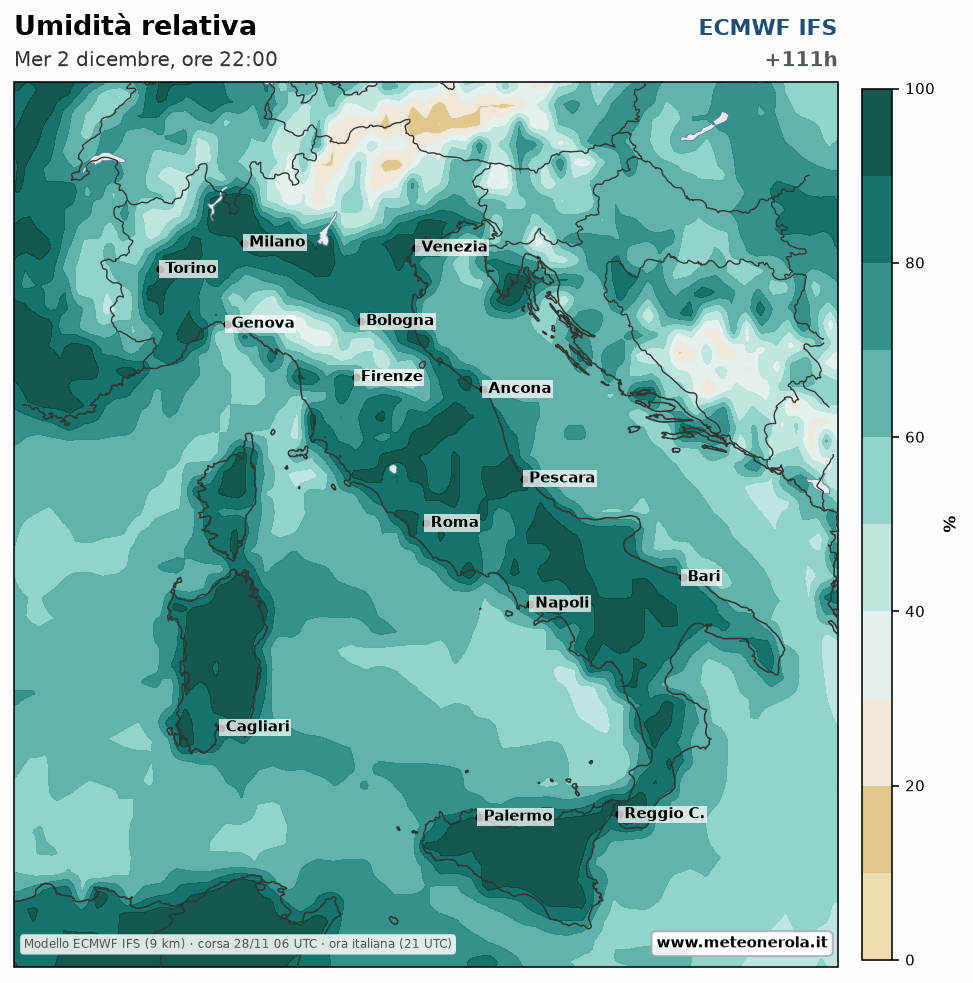 Umidità relativa
ECMWF IFS
Mer 2 dicembre, ore 22:00
+111h
100
80
60
40
20
0
%
Milano
Venezia
Torino
Genova
Bologna
Firenze
Ancona
Pescara
Roma
Bari
Napoli
Cagliari
Palermo
Reggio C.
Modello ECMWF IFS (9 km) · corsa 28/11 06 UTC · ora italiana (21 UTC)
www.meteonerola.it